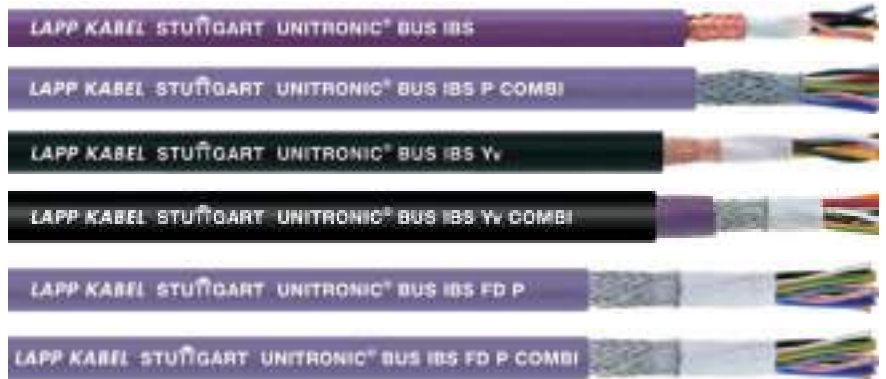 LAPP KABEL STUTTGART UNITRONIC® BUS IBS
LAPP KABEL STUTTGART UNITRONIC® BUS IBS P COMBI
LAPP KABEL STUTTGART UNITRONIC® BUS IBS Yv
LAPP KABEL STUTTGART UNITRONIC® BUS IBS Yv COMBI
LAPP KABEL STUTTGART UNITRONIC® BUS IBS FD P
LAPP KABEL STUTTGART UNITRONIC® BUS IBS FD P COMBI